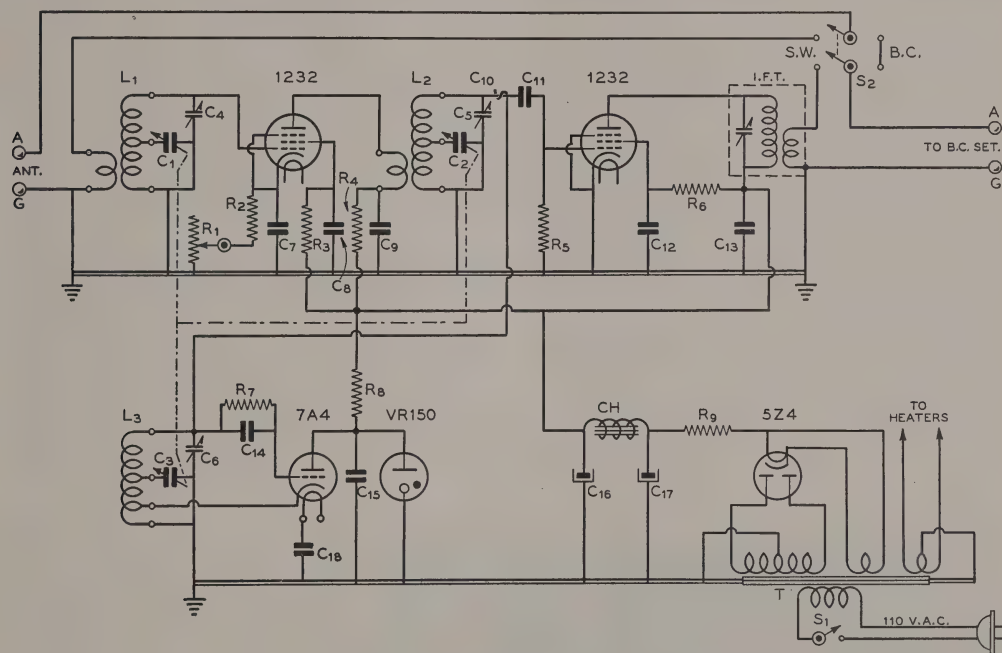 S.W.
B.C.
S2
L1
1232
L2
C10
C11
1232
I.F.T.
A
ANT.
G
C4
C1
C5
C2
A
TO B.C. SET.
G
R1
R2
C7
R3
R4
C8
C9
R5
R6
C12
C13
L3
R7
7A4
R8
VR150
CH
R9
5Z4
TO
HEATERS
C3
C6
C14
C15
C16
C17
C18
T
S1
110 V.A.C.